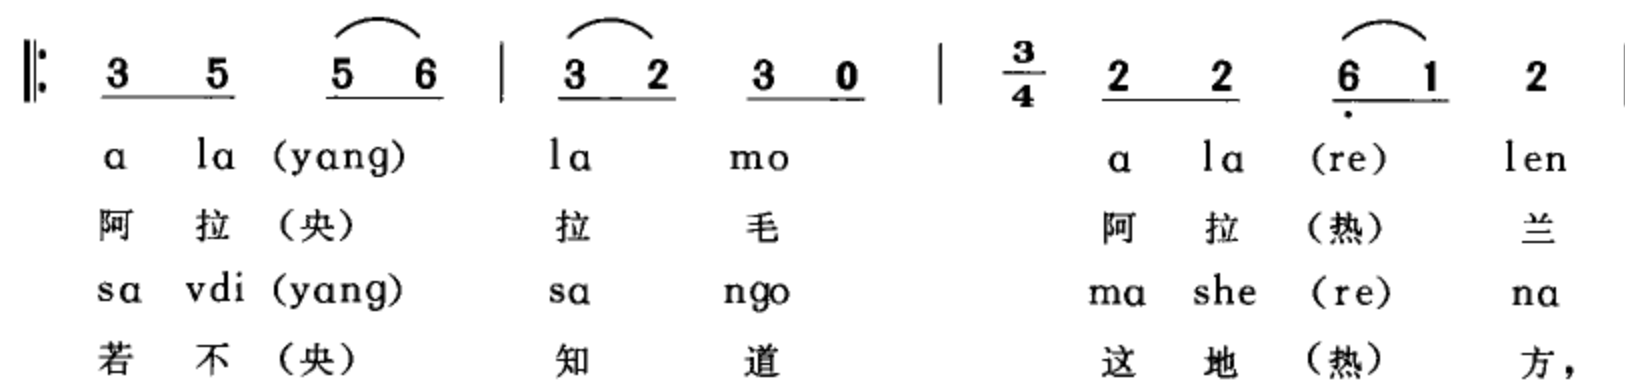 ‖: 3 5 5 6 | 3 2 3 0 | 3/4 2 2 6̣ 1 2 |
a la (yang) la mo a la (re) len
阿 拉 (央) 拉 毛 阿 拉 (热) 兰
sa vdi (yang) sa ngo ma she (re) na
若 不 (央) 知 道 这 地 (热) 方，